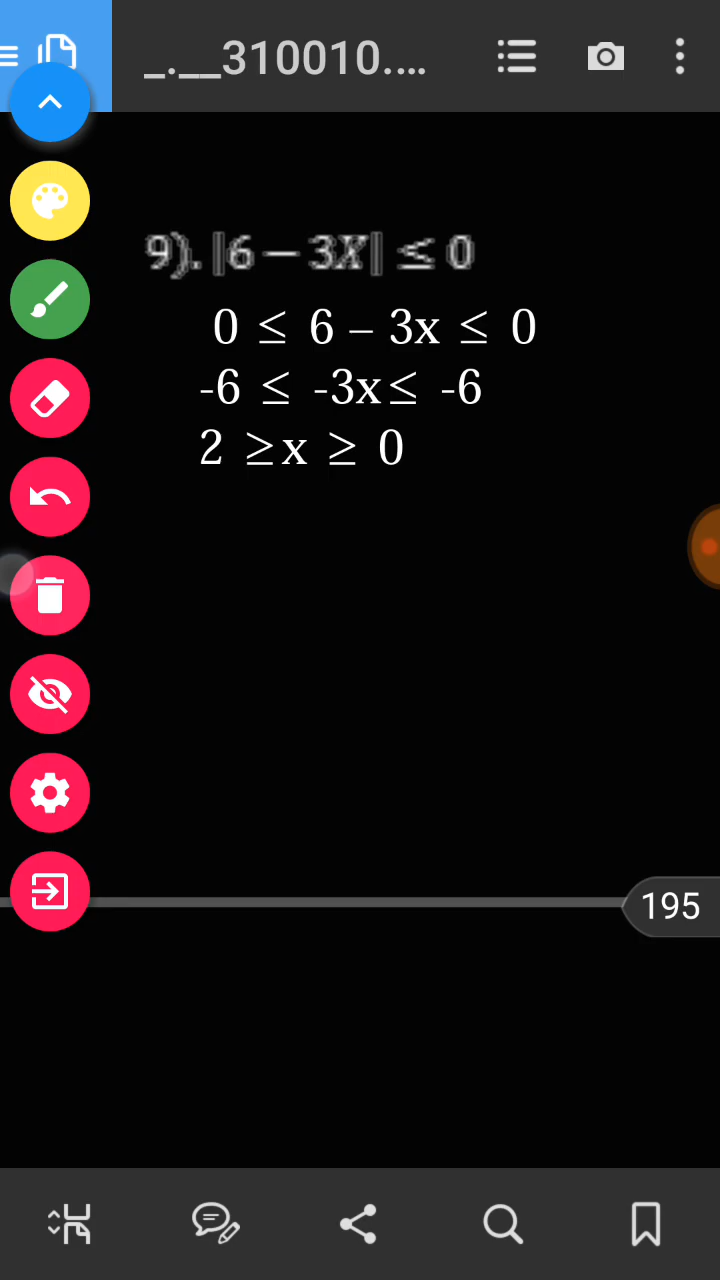 _.__310010....
9). |6 – 3X| ≤ 0
0 ≤ 6 – 3x ≤ 0
-6 ≤ -3x≤ -6
2 ≥x ≥ 0
195